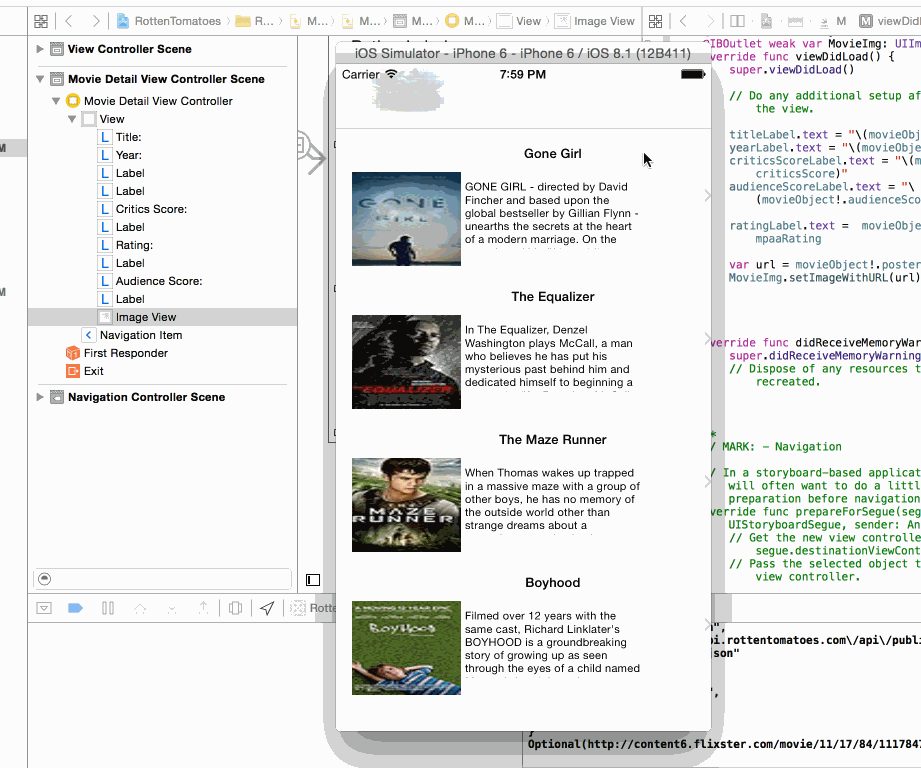 RottenTomatoes
R...
M...
M...
M...
M...
View
Image View
M
viewDid
View Controller Scene
Movie Detail View Controller Scene
Movie Detail View Controller
View
L Title:
L Year:
L Label
L Label
L Critics Score:
L Label
L Rating:
L Label
L Audience Score:
L Label
Image View
Navigation Item
First Responder
Exit
Navigation Controller Scene
M
M
iOS Simulator - iPhone 6 - iPhone 6 / iOS 8.1 (12B411)
Carrier
7:59 PM
Gone Girl
GONE GIRL
GONE GIRL - directed by David
Fincher and based upon the
global bestseller by Gillian Flynn -
unearths the secrets at the heart
of a modern marriage. On the
The Equalizer
EQUALIZER
In The Equalizer, Denzel
Washington plays McCall, a man
who believes he has put his
mysterious past behind him and
dedicated himself to beginning a
The Maze Runner
THE
MAZE
RUNNER
When Thomas wakes up trapped
in a massive maze with a group of
other boys, he has no memory of
the outside world other than
strange dreams about a
Boyhood
BOYHOOD
Filmed over 12 years with the
same cast, Richard Linklater's
BOYHOOD is a groundbreaking
story of growing up as seen
through the eyes of a child named
IBOutlet weak var MovieImg: UIIm
verride func viewDidLoad() {
super.viewDidLoad()
// Do any additional setup af
the view.
titleLabel.text = "\(movieObj
yearLabel.text = "\(movieObje
criticsScoreLabel.text = "\(m
criticsScore)"
audienceScoreLabel.text = "\
(movieObject!.audienceSco
ratingLabel.text = movieObje
mpaaRating
var url = movieObject!.poster
MovieImg.setImageWithURL(url)
verride func didReceiveMemoryWar
super.didReceiveMemoryWarning
// Dispose of any resources t
recreated.
*
/ MARK: - Navigation
/ In a storyboard-based applicat
will often want to do a little
preparation before navigation
verride func prepareForSegue(seg
UIStoryboardSegue, sender: An
// Get the new view controlle
segue.destinationViewCont
// Pass the selected object t
view controller.
Rotte
",
pi.rottentomatoes.com\/api\/publi
json"
",
}
Optional(http://content6.flixster.com/movie/11/17/84/1117847